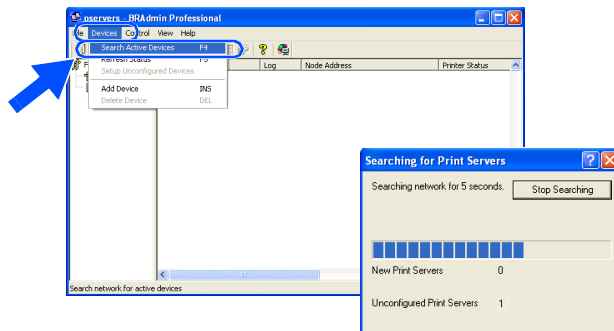 pservers - BRAdmin Professional
Devices Control View Help
Search Active Devices F4
Refresh Status F5
Setup Unconfigured Devices
Add Device INS
Delete Device DEL
Log Node Address Printer Status
Search network for active devices
Searching for Print Servers
Searching network for 5 seconds.
Stop Searching
New Print Servers 0
Unconfigured Print Servers 1